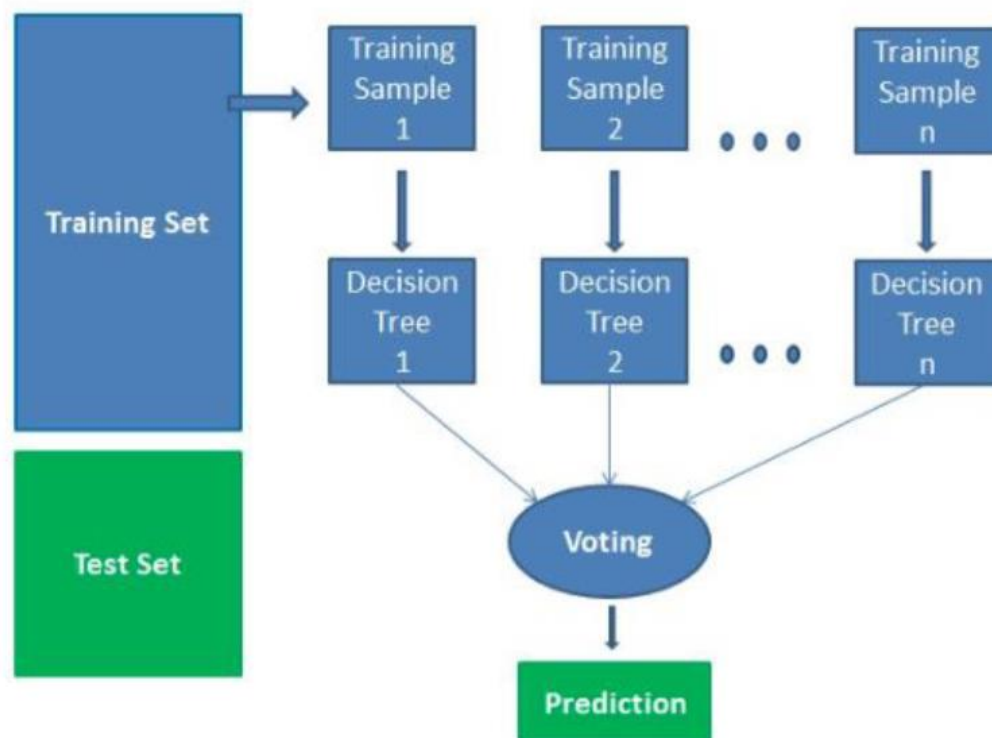 Training
Sample
1
Training
Sample
2
Training
Sample
n
Training Set
Decision
Tree
1
Decision
Tree
2
Decision
Tree
n
Test Set
Voting
Prediction